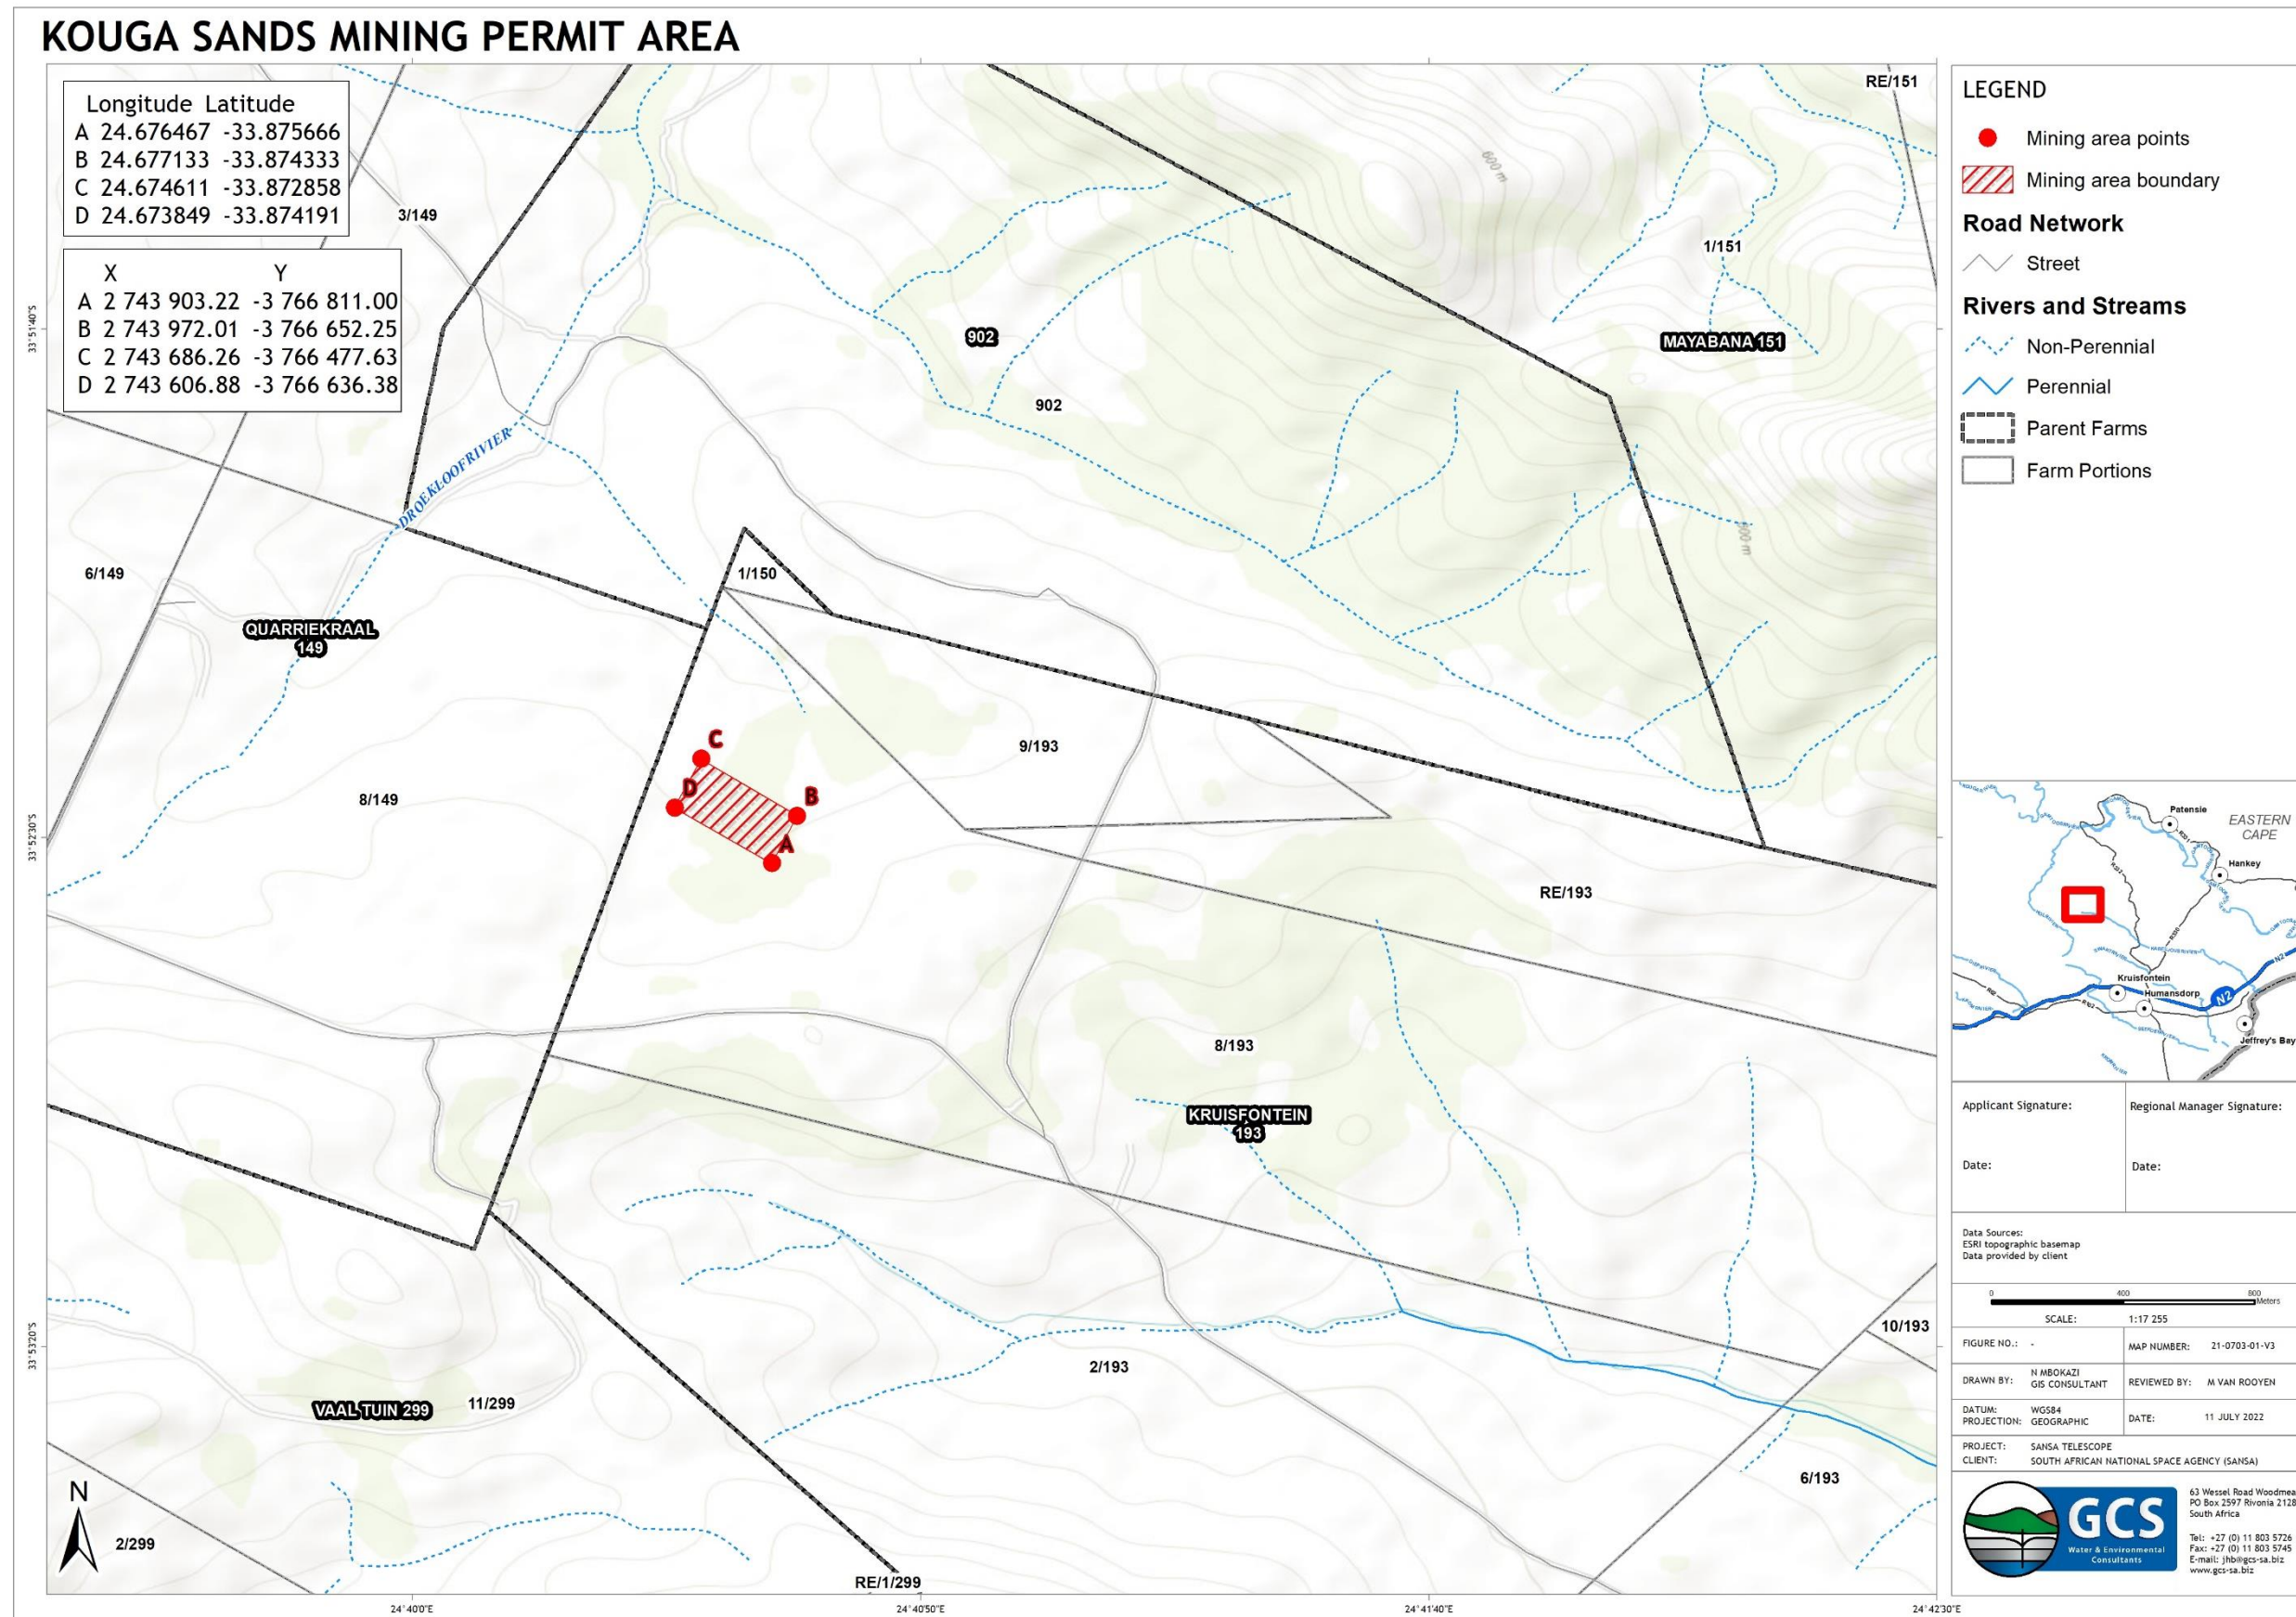 KOUGA SANDS MINING PERMIT AREA
Longitude Latitude
A 24.676467 -33.875666
B 24.677133 -33.874333
C 24.674611 -33.872858
D 24.673849 -33.874191
X Y
A 2 743 903.22 -3 766 811.00
B 2 743 972.01 -3 766 652.25
C 2 743 686.26 -3 766 477.63
D 2 743 606.88 -3 766 636.38
RE/151
3/149
600 m
1/151
902
MAYABANA 151
902
DROEKLOOFRIVIER
6/149
1/150
QUARRIEKRAAL
149
C
9/193
D
8/149
B
A
RE/193
8/193
KRUISFONTEIN
193
10/193
2/193
VAAL TUIN 299
11/299
6/193
N
2/299
RE/1/299
33°51'40"S
33°52'30"S
33°53'20"S
24°40'0"E
24°40'50"E
24°41'40"E
24°42'30"E
LEGEND
Mining area points
Mining area boundary
Road Network
Street
Rivers and Streams
Non-Perennial
Perennial
Parent Farms
Farm Portions
Patensie
EASTERN
CAPE
Hankey
Kruisfontein
Humansdorp
N2
N2
Jeffrey's Bay
Applicant Signature:
Regional Manager Signature:
Date:
Date:
Data Sources:
ESRI topographic basemap
Data provided by client
0 400 800
Meters
SCALE: 1:17 255
FIGURE NO.: -
MAP NUMBER: 21-0703-01-V3
DRAWN BY: N MBOKAZI
GIS CONSULTANT
REVIEWED BY: M VAN ROOYEN
DATUM: WGS84
PROJECTION: GEOGRAPHIC
DATE: 11 JULY 2022
PROJECT: SANSA TELESCOPE
CLIENT: SOUTH AFRICAN NATIONAL SPACE AGENCY (SANSA)
GCS
Water & Environmental
Consultants
63 Wessel Road Woodmea
PO Box 2597 Rivonia 2128
South Africa
Tel: +27 (0) 11 803 5726
Fax: +27 (0) 11 803 5745
E-mail: jhb@gcs-sa.biz
www.gcs-sa.biz